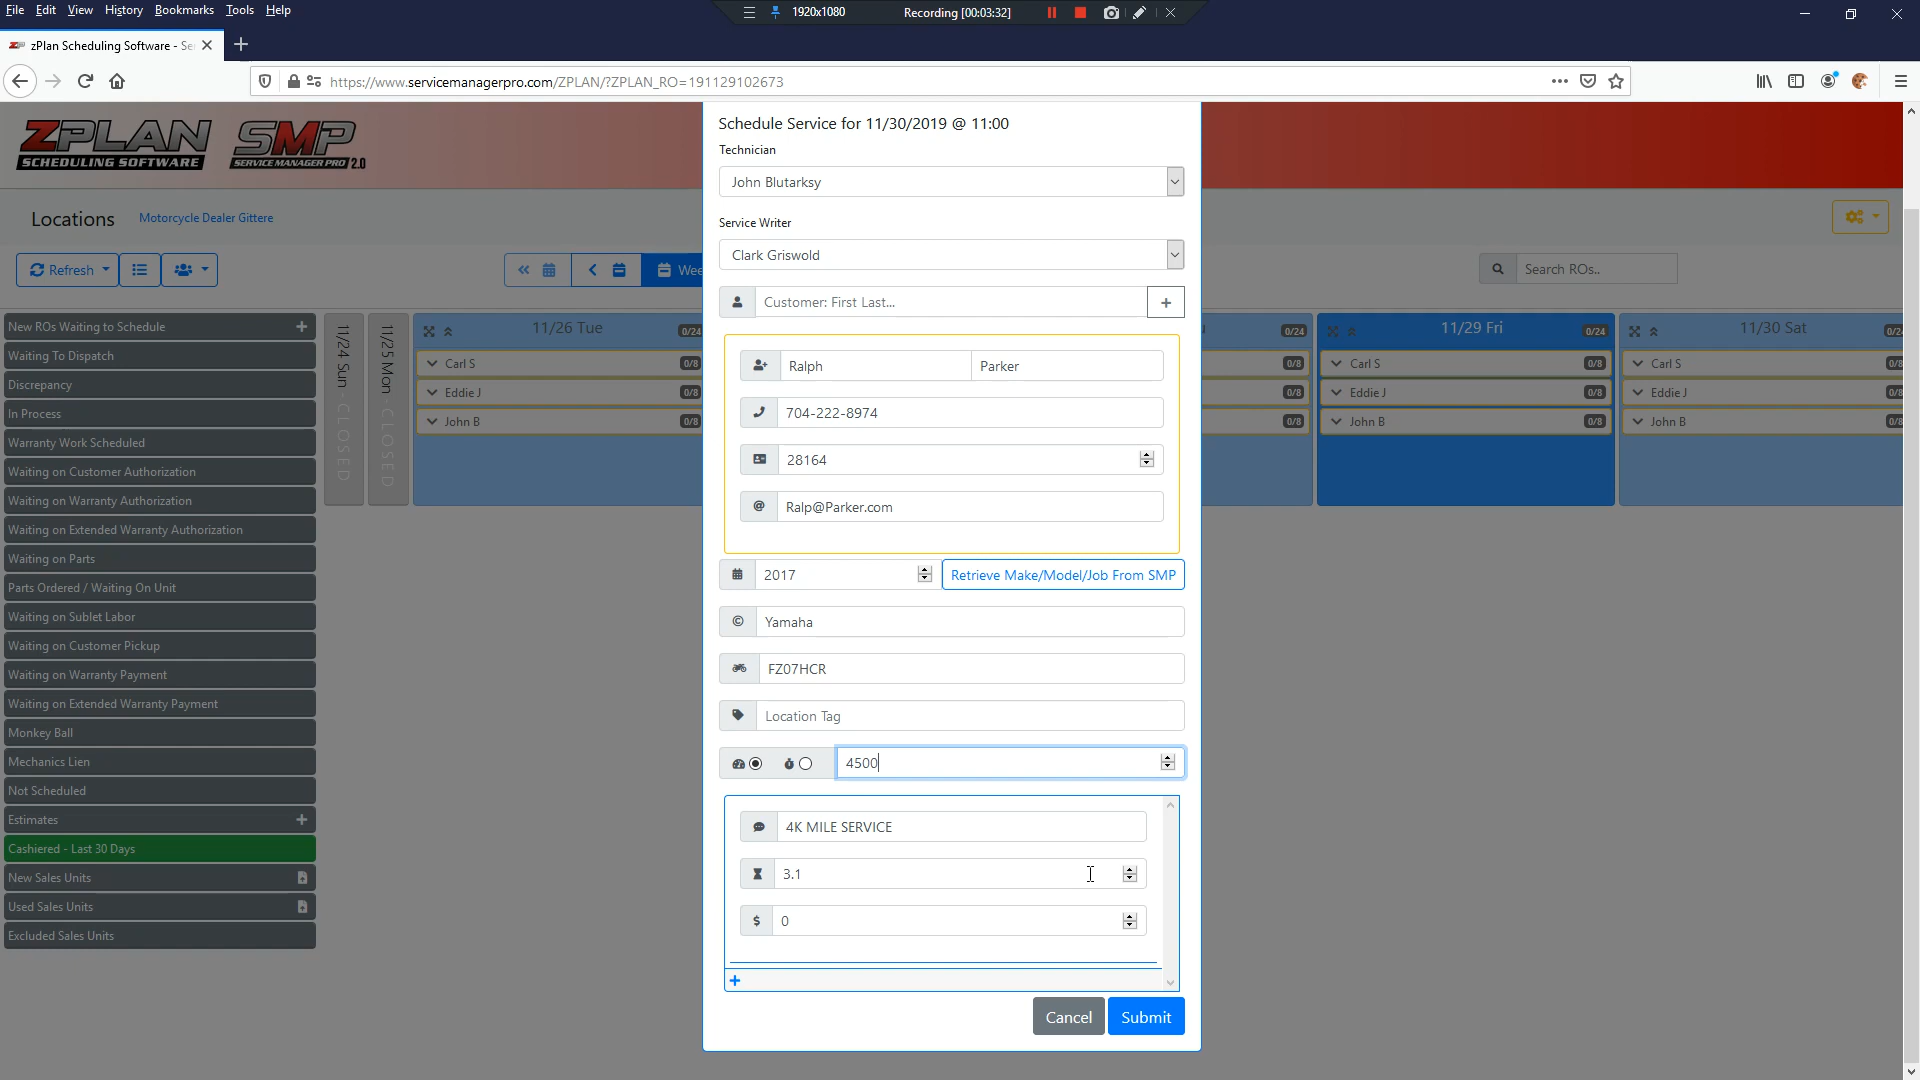 File Edit View History Bookmarks Tools Help
1920x1080 Recording [00:03:32]
zPlan Scheduling Software - Se
https://www.servicemanagerpro.com/ZPLAN/?ZPLAN_RO=191129102673
ZPLAN SMP
SCHEDULING SOFTWARE SERVICE MANAGER PRO 2.0
Locations Motorcycle Dealer Gittere
Refresh
Wee
Search ROs..
New ROs Waiting to Schedule
Waiting To Dispatch
Discrepancy
In Process
Warranty Work Scheduled
Waiting on Customer Authorization
Waiting on Warranty Authorization
Waiting on Extended Warranty Authorization
Waiting on Parts
Parts Ordered / Waiting On Unit
Waiting on Sublet Labor
Waiting on Customer Pickup
Waiting on Warranty Payment
Waiting on Extended Warranty Payment
Monkey Ball
Mechanics Lien
Not Scheduled
Estimates
Cashiered - Last 30 Days
New Sales Units
Used Sales Units
Excluded Sales Units
11/24 Sun - CLOSED
11/25 Mon - CLOSED
11/26 Tue 0/24
Carl S 0/8
Eddie J 0/8
John B 0/8
Schedule Service for 11/30/2019 @ 11:00
Technician
John Blutarksy
Service Writer
Clark Griswold
Customer: First Last...
Ralph Parker
704-222-8974
28164
Ralp@Parker.com
2017 Retrieve Make/Model/Job From SMP
Yamaha
FZ07HCR
Location Tag
4500
4K MILE SERVICE
3.1
$ 0
Cancel Submit
u 0/24
0/8
0/8
0/8
11/29 Fri 0/24
Carl S 0/8
Eddie J 0/8
John B 0/8
11/30 Sat 0/24
Carl S 0/8
Eddie J 0/8
John B 0/8